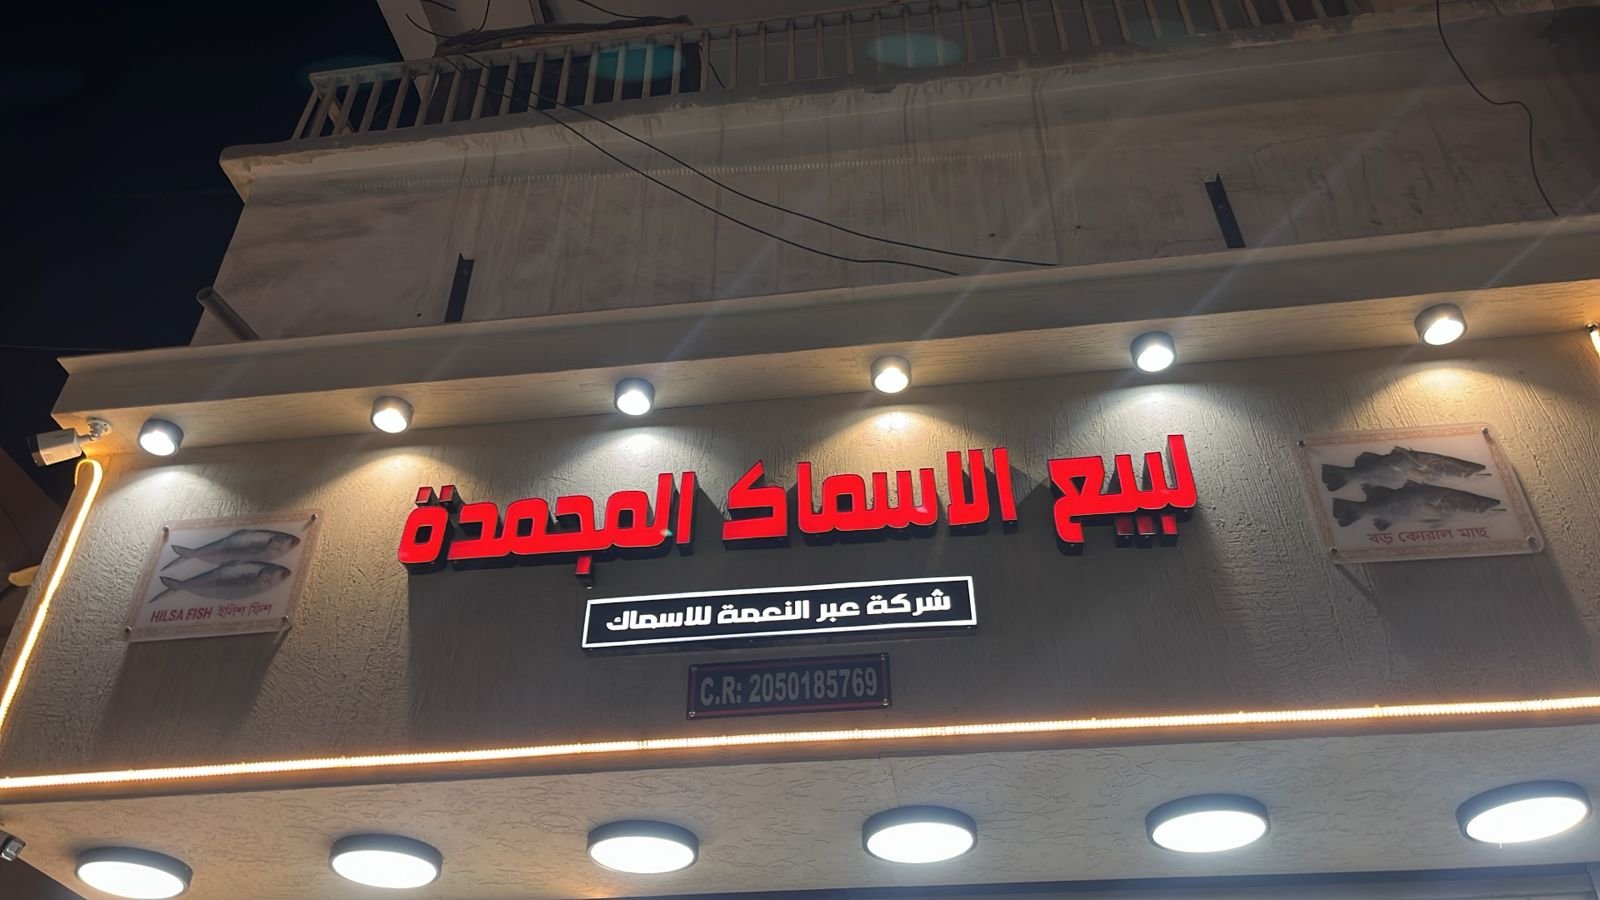 لبيع الاسماك المجمدة
شركة عبر النعمة للاسماك
C.R: 2050185769
HILSA FISH ইলিশ ফিশ
বড় কোরাল মাছ